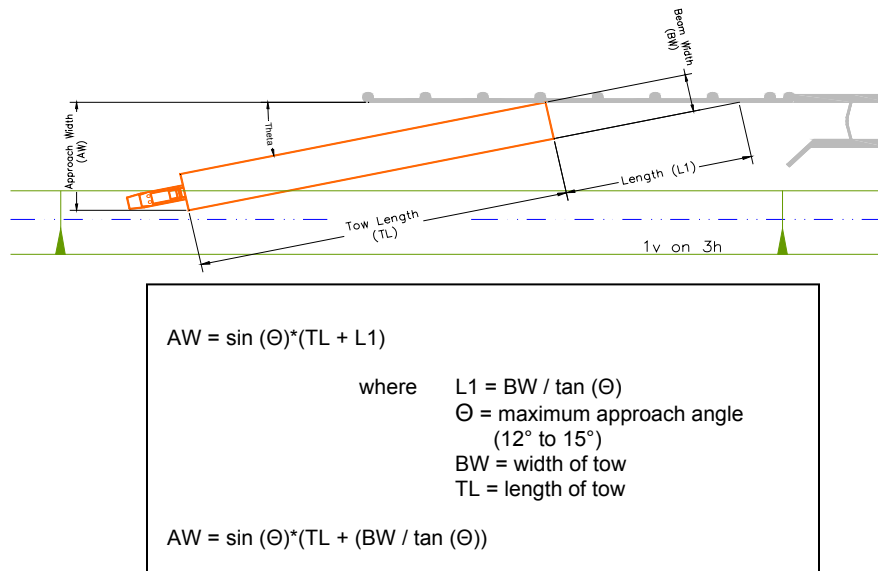 Beam Width
(BW)
Approach Width
(AW)
Theta
Length (L1)
Tow Length
(TL)
1v on 3h
AW = sin (Θ)*(TL + L1)
where L1 = BW / tan (Θ)
Θ = maximum approach angle
(12° to 15°)
BW = width of tow
TL = length of tow
AW = sin (Θ)*(TL + (BW / tan (Θ))